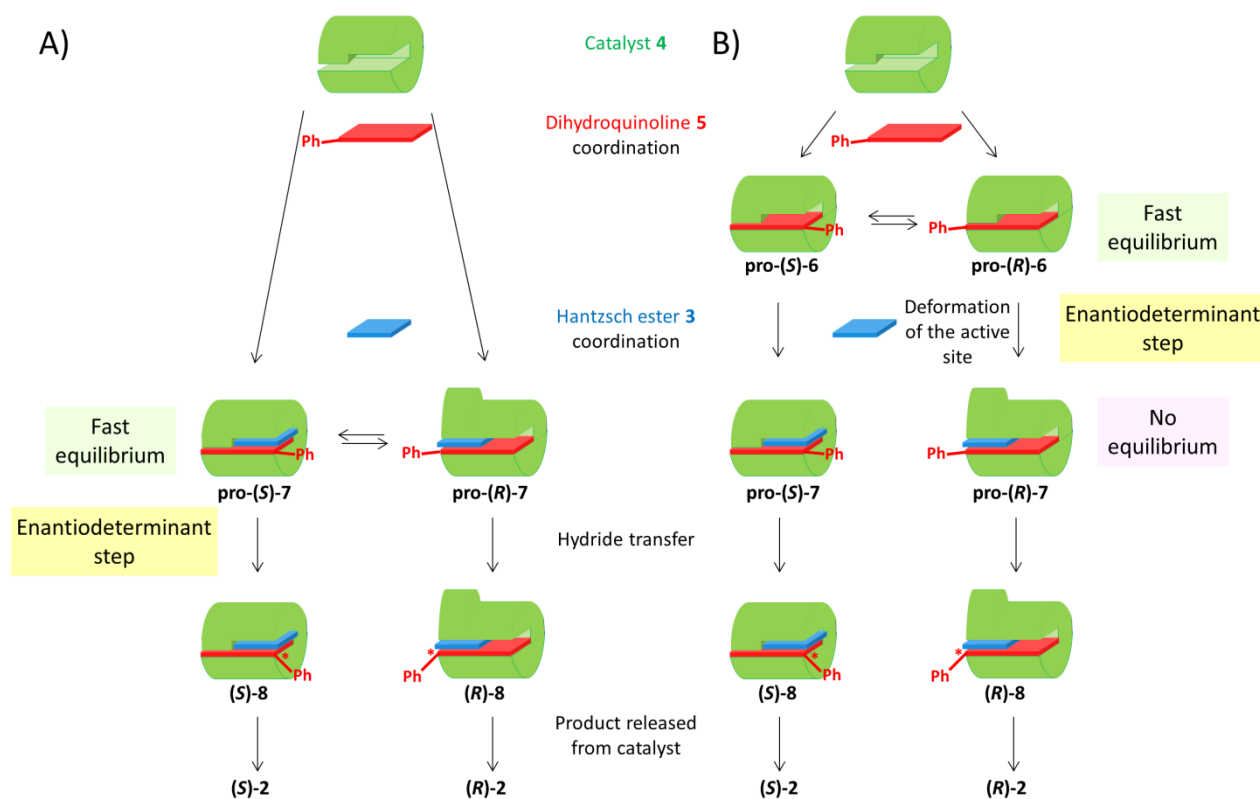 A)
Catalyst 4
B)
Dihydroquinoline 5
coordination
Ph
Ph
Ph
Ph
pro-(S)-6
pro-(R)-6
Fast
equilibrium
Hantzsch ester 3
coordination
Deformation
of the active
site
Enantiodeterminant
step
Fast
equilibrium
Ph
Ph
Ph
Ph
No
equilibrium
pro-(S)-7
pro-(R)-7
pro-(S)-7
pro-(R)-7
Enantiodeterminant
step
Hydride transfer
*
Ph
*
Ph
*
Ph
*
Ph
(S)-8
(R)-8
(S)-8
(R)-8
Product released
from catalyst
(S)-2
(R)-2
(S)-2
(R)-2